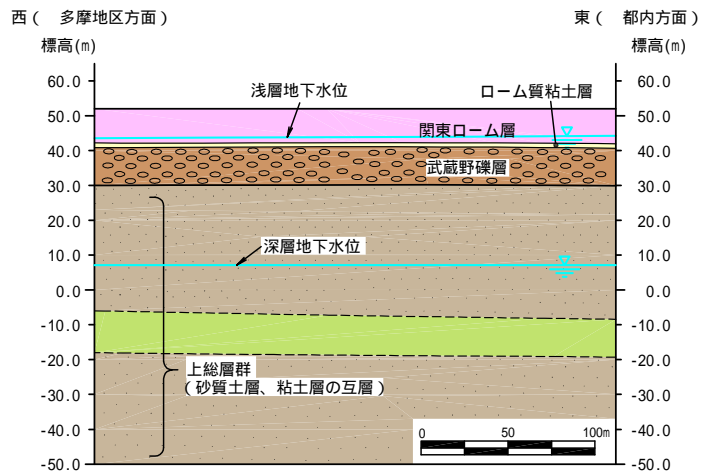 西（　多摩地区方面）
東（　都内方面）
標高(m)
標高(m)
60.0
60.0
浅層地下水位
ローム質粘土層
50.0
50.0
関東ローム層
40.0
40.0
武蔵野礫層
30.0
30.0
20.0
20.0
深層地下水位
10.0
10.0
0.0
0.0
-10.0
-10.0
-20.0
-20.0
上総層群
（砂質土層、粘土層の互層）
-30.0
-30.0
-40.0
-40.0
0 50 100m
-50.0
-50.0